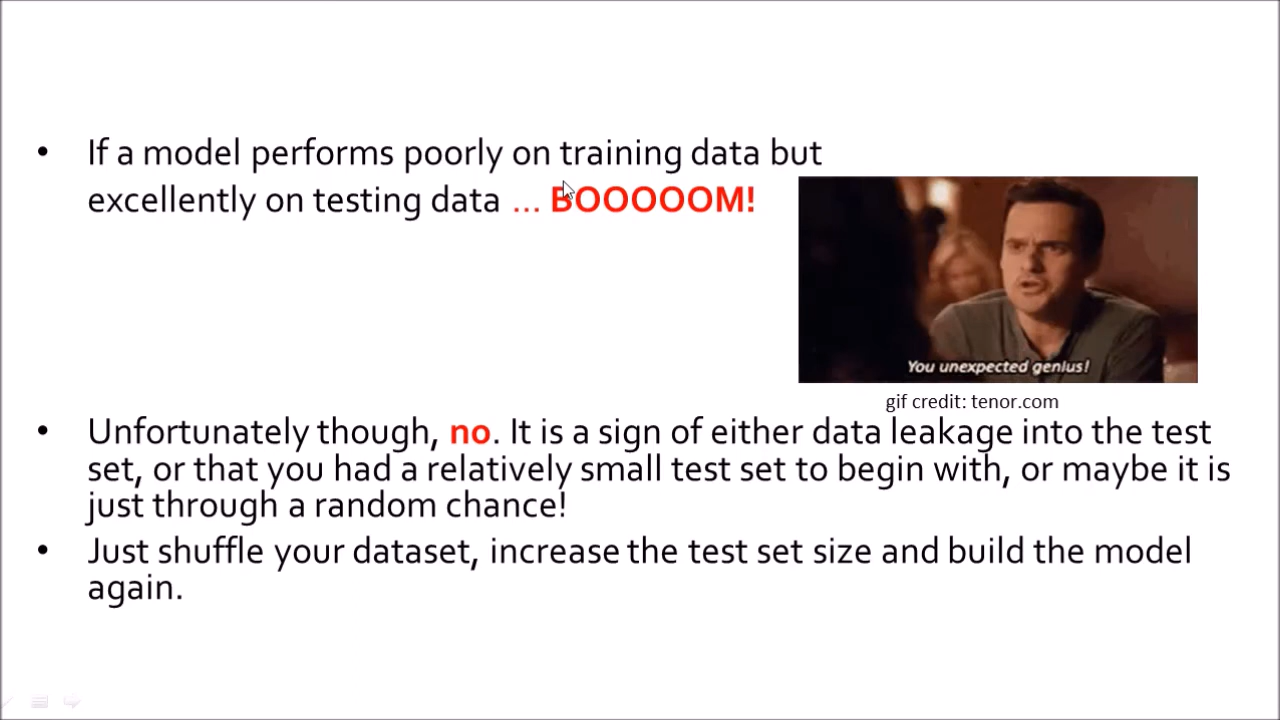 • If a model performs poorly on training data but
excellently on testing data ... BOOOOOM!
You unexpected genius!
gif credit: tenor.com
• Unfortunately though, no. It is a sign of either data leakage into the test
set, or that you had a relatively small test set to begin with, or maybe it is
just through a random chance!
• Just shuffle your dataset, increase the test set size and build the model
again.